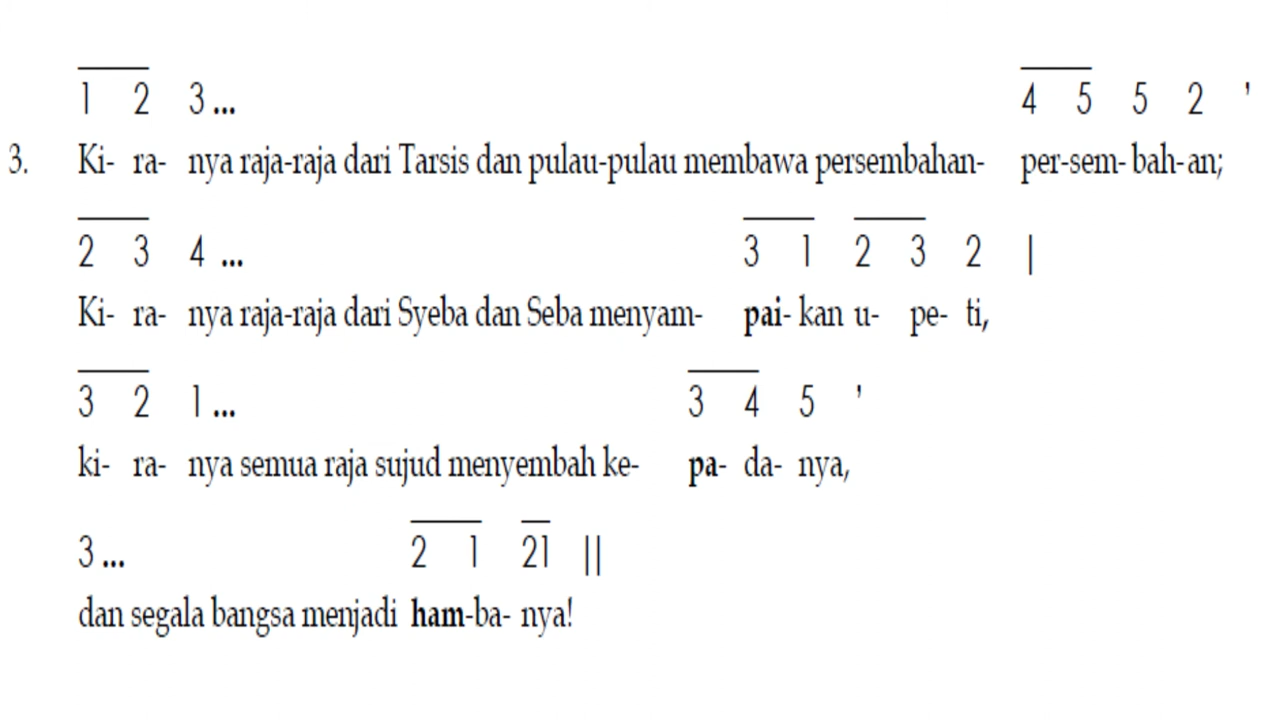 1 2 3 ... 4 5 5 2 '
3. Ki- ra- nya raja-raja dari Tarsis dan pulau-pulau membawa persembahan- per-sem- bah-an;
2 3 4 ... 3 1 2 3 2 |
Ki- ra- nya raja-raja dari Syeba dan Seba menyam- pai- kan u- pe- ti,
3 2 1 ... 3 4 5 '
ki- ra- nya semua raja sujud menyembah ke- pa- da- nya,
3 ... 2 1 21 ||
dan segala bangsa menjadi ham-ba- nya!